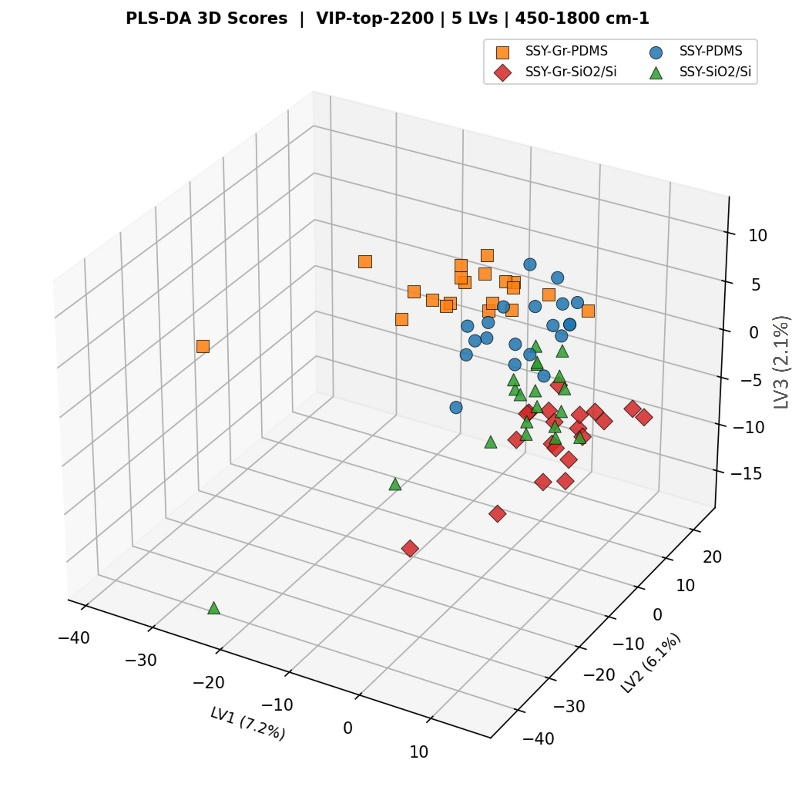 PLS-DA 3D Scores | VIP-top-2200 | 5 LVs | 450-1800 cm-1
SSY-Gr-PDMS
SSY-PDMS
SSY-Gr-SiO2/Si
SSY-SiO2/Si
10
5
0
−5
−10
−15
LV3 (2.1%)
20
10
0
−10
−20
−30
−40
LV2 (6.1%)
−40
−30
−20
−10
0
10
LV1 (7.2%)